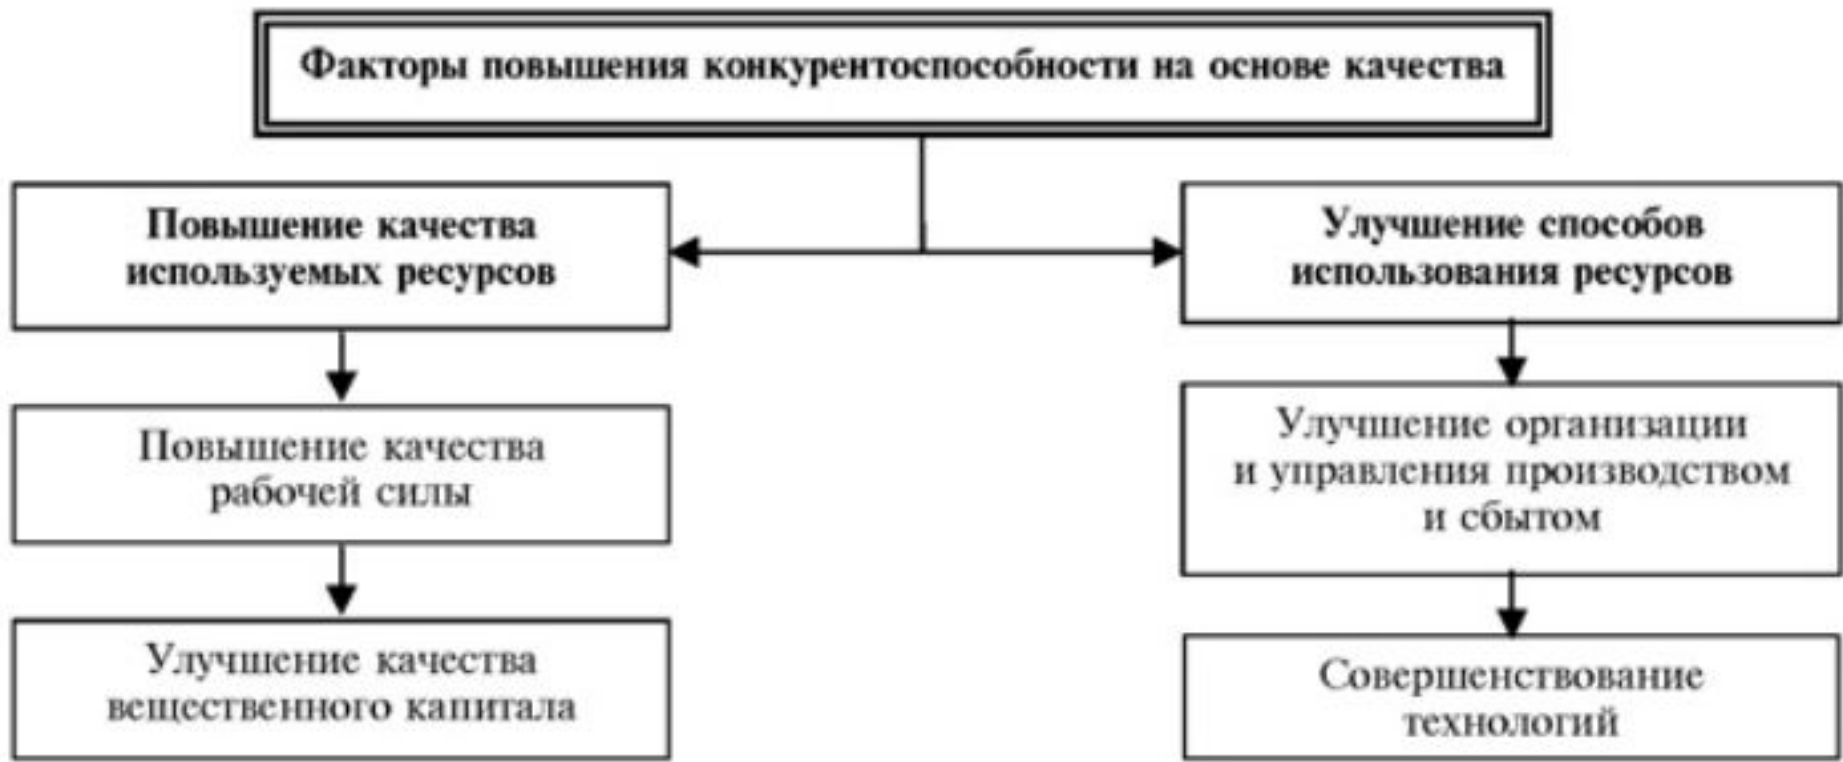 Факторы повышения конкурентоспособности на основе качества
Повышение качества
используемых ресурсов
Улучшение способов
использования ресурсов
Повышение качества
рабочей силы
Улучшение организации
и управления производством
и сбытом
Улучшение качества
вещественного капитала
Совершенствование
технологий